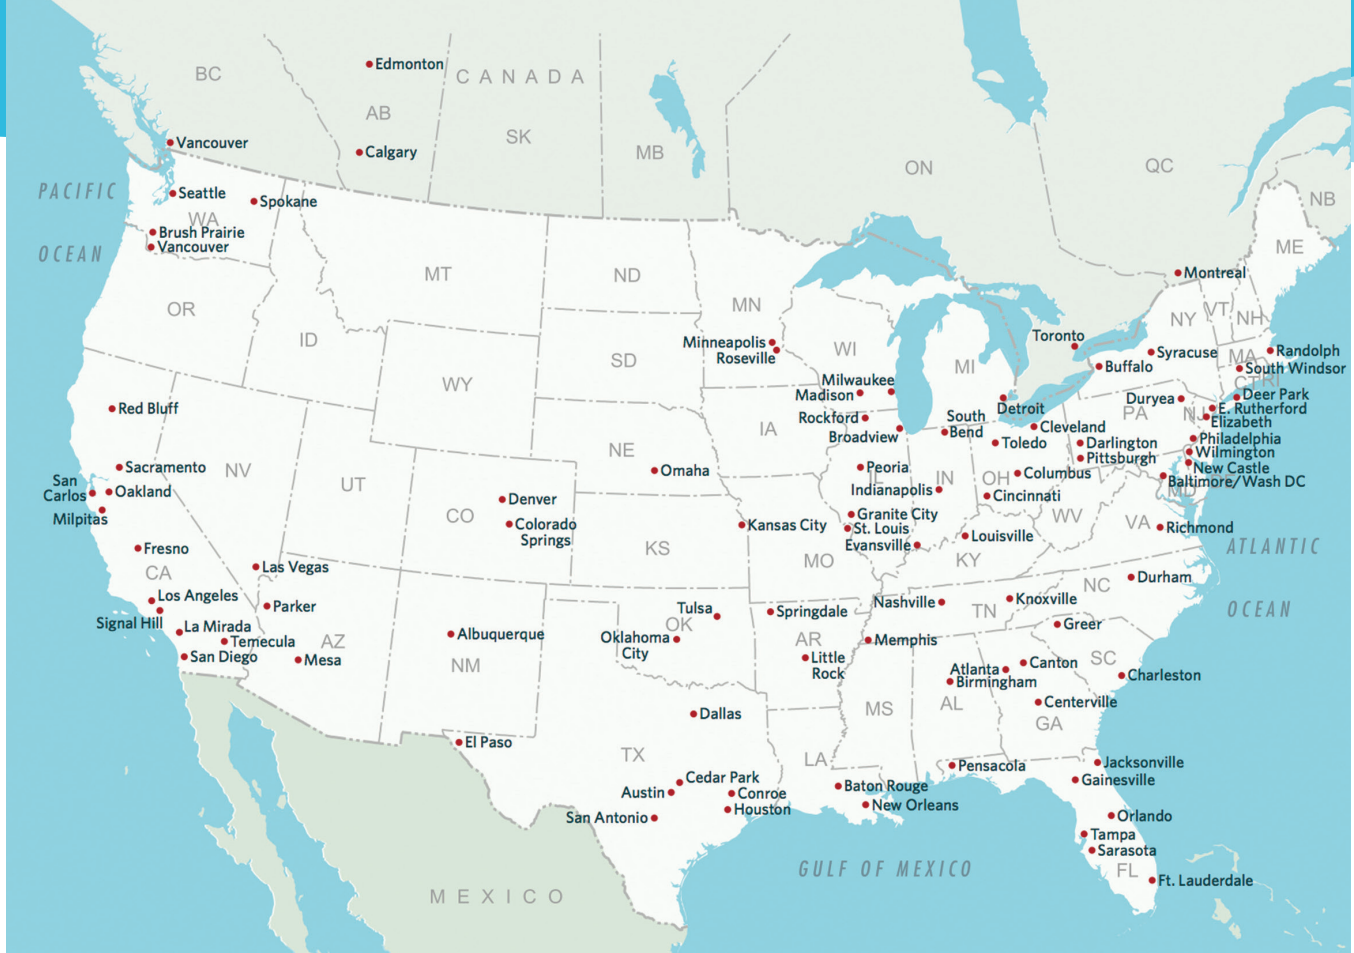 Edmonton
BC
CANADA
AB
SK
Vancouver
Calgary
MB
ON
QC
PACIFIC
OCEAN
Seattle
Spokane
WA
Brush Prairie
Vancouver
NB
ME
MT
ND
Montreal
OR
MN
NY
VT
NH
ID
Toronto
Minneapolis
Roseville
WI
SD
MI
Syracuse
Buffalo
MA
Randolph
South Windsor
CT
RI
WY
Milwaukee
Madison
Detroit
Duryea
Deer Park
Red Bluff
Rockford
South
Bend
PA
NJ
E. Rutherford
Elizabeth
IA
Broadview
Cleveland
Toledo
Darlington
Pittsburgh
Philadelphia
Wilmington
NE
New Castle
Sacramento
NV
Omaha
Peoria
IL
IN
OH
Columbus
Baltimore/Wash DC
MD
San
Carlos
Oakland
UT
Indianapolis
Cincinnati
Denver
Milpitas
CO
Colorado
Springs
Kansas City
Granite City
St. Louis
WV
VA
Richmond
Evansville
Louisville
Fresno
KS
MO
KY
ATLANTIC
OCEAN
CA
Las Vegas
Durham
NC
Los Angeles
Parker
Tulsa
Springdale
Nashville
Knoxville
TN
Signal Hill
La Mirada
OK
Greer
Temecula
AZ
Albuquerque
Oklahoma
City
AR
Memphis
San Diego
Mesa
NM
Little
Rock
Atlanta
Canton
SC
Birmingham
Charleston
MS
AL
Centerville
GA
Dallas
El Paso
TX
LA
Pensacola
Jacksonville
Gainesville
Cedar Park
Austin
Conroe
Houston
Baton Rouge
New Orleans
San Antonio
Orlando
Tampa
Sarasota
FL
Ft. Lauderdale
GULF OF MEXICO
MEXICO